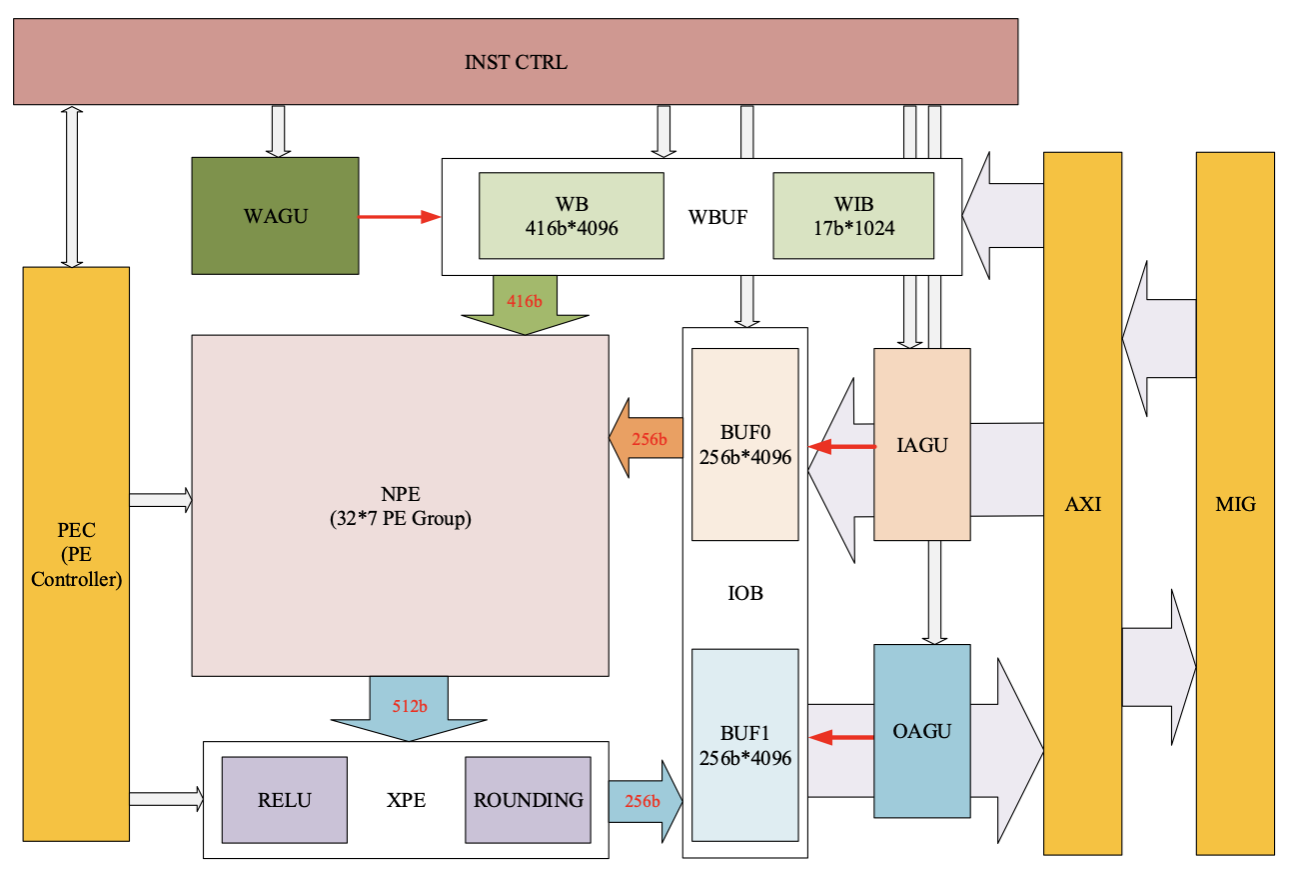 INST CTRL
WAGU
WB
416b*4096
WBUF
WIB
17b*1024
416b
NPE
(32*7 PE Group)
256b
BUF0
256b*4096
IAGU
AXI
MIG
PEC
(PE
Controller)
IOB
512b
BUF1
256b*4096
OAGU
RELU
XPE
ROUNDING
256b